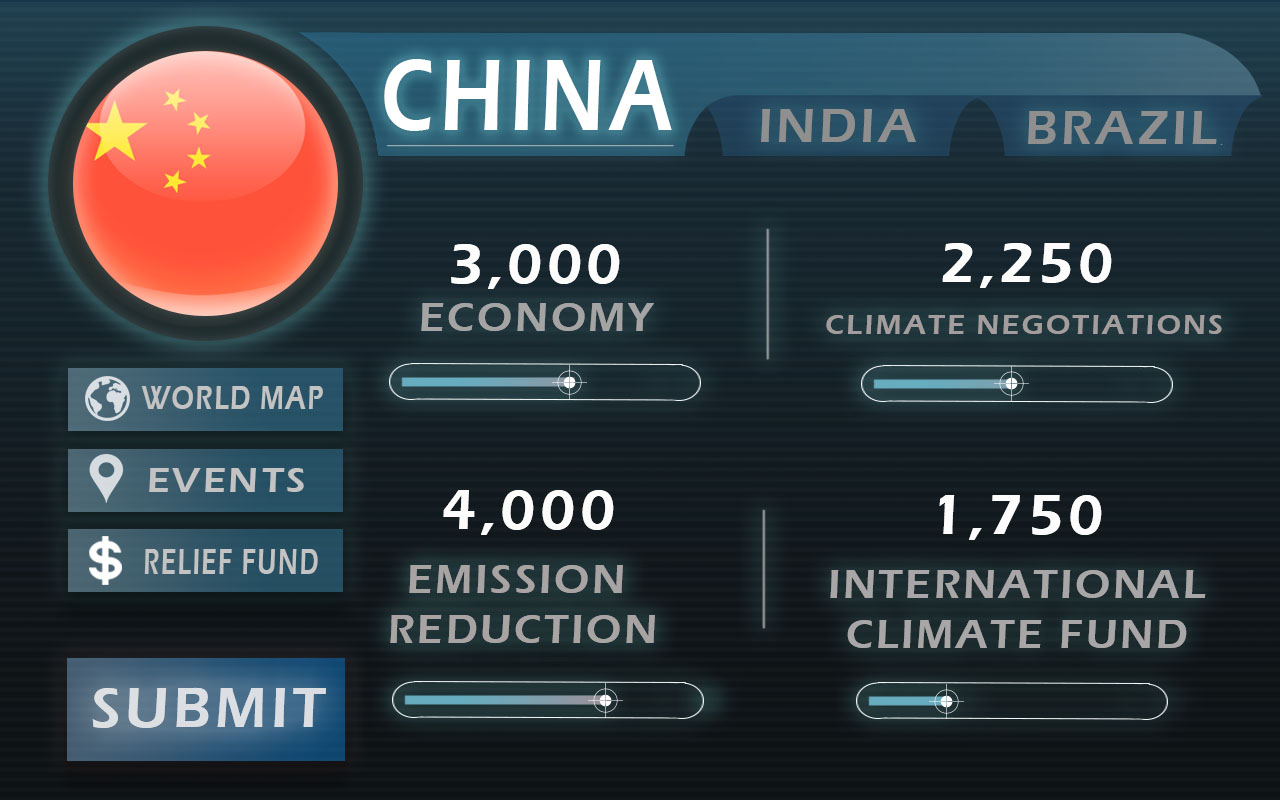 CHINA
INDIA
BRAZIL
3,000
ECONOMY
2,250
CLIMATE NEGOTIATIONS
WORLD MAP
EVENTS
$ RELIEF FUND
4,000
EMISSION
REDUCTION
1,750
INTERNATIONAL
CLIMATE FUND
SUBMIT